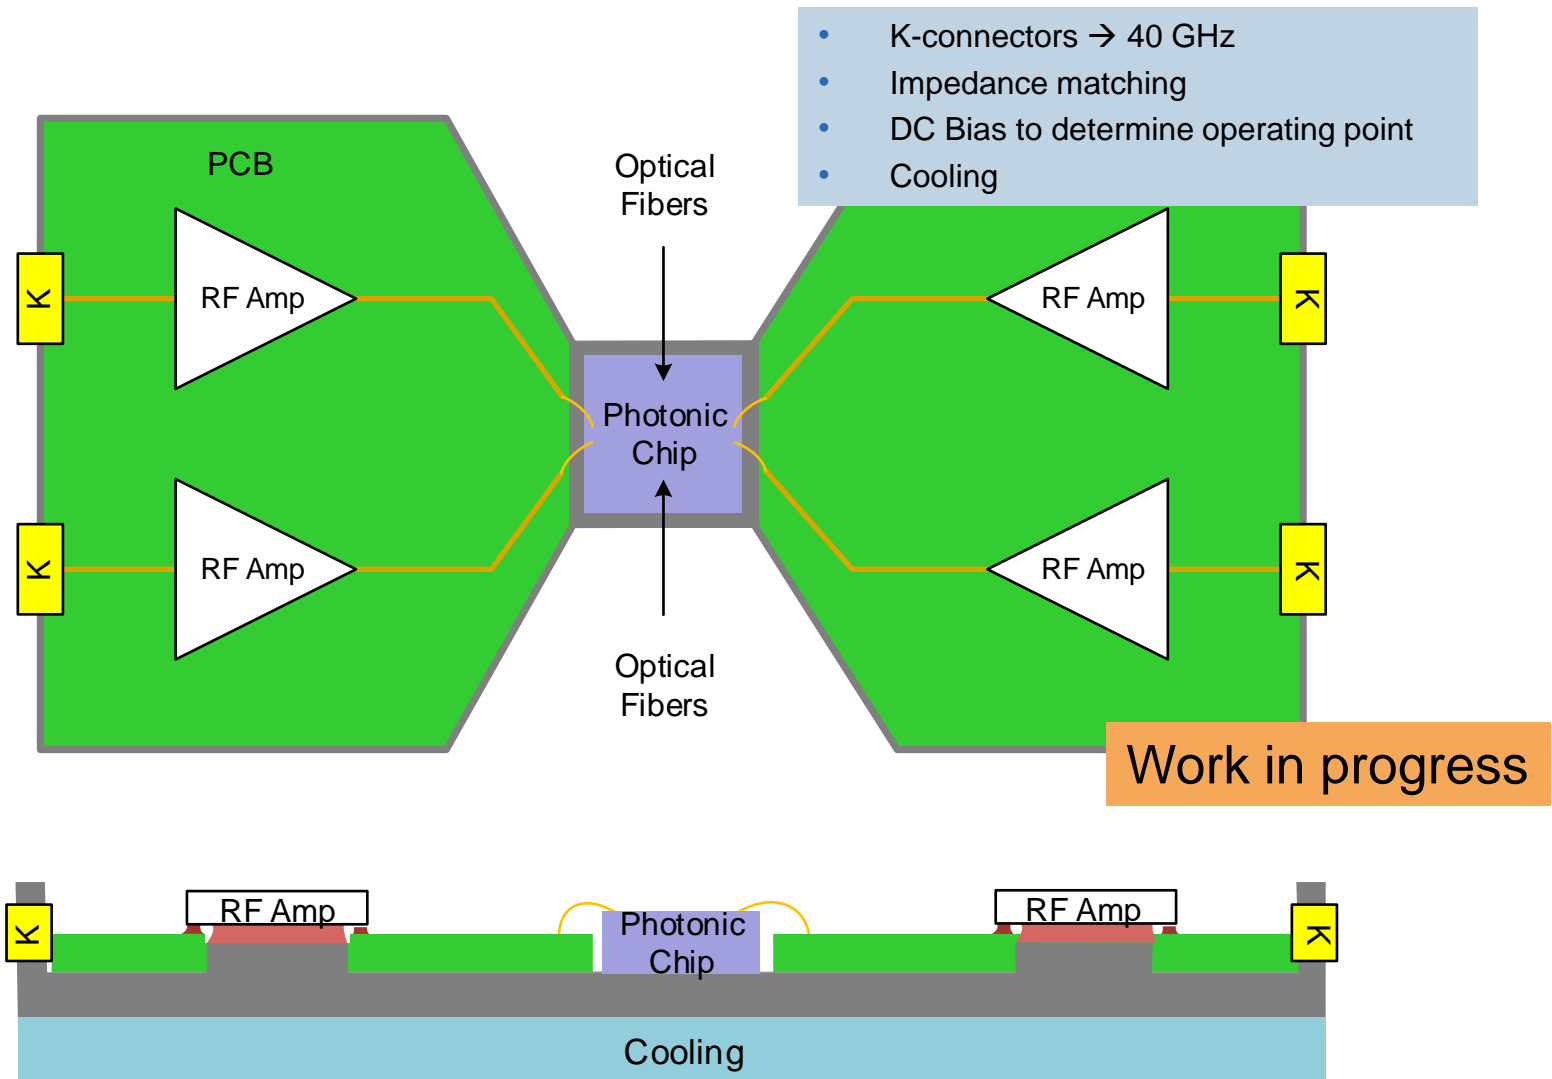 • K-connectors → 40 GHz
• Impedance matching
• DC Bias to determine operating point
• Cooling
PCB
Optical
Fibers
K
RF Amp
RF Amp
K
Photonic
Chip
K
RF Amp
RF Amp
K
Optical
Fibers
Work in progress
K
RF Amp
Photonic
Chip
RF Amp
K
Cooling